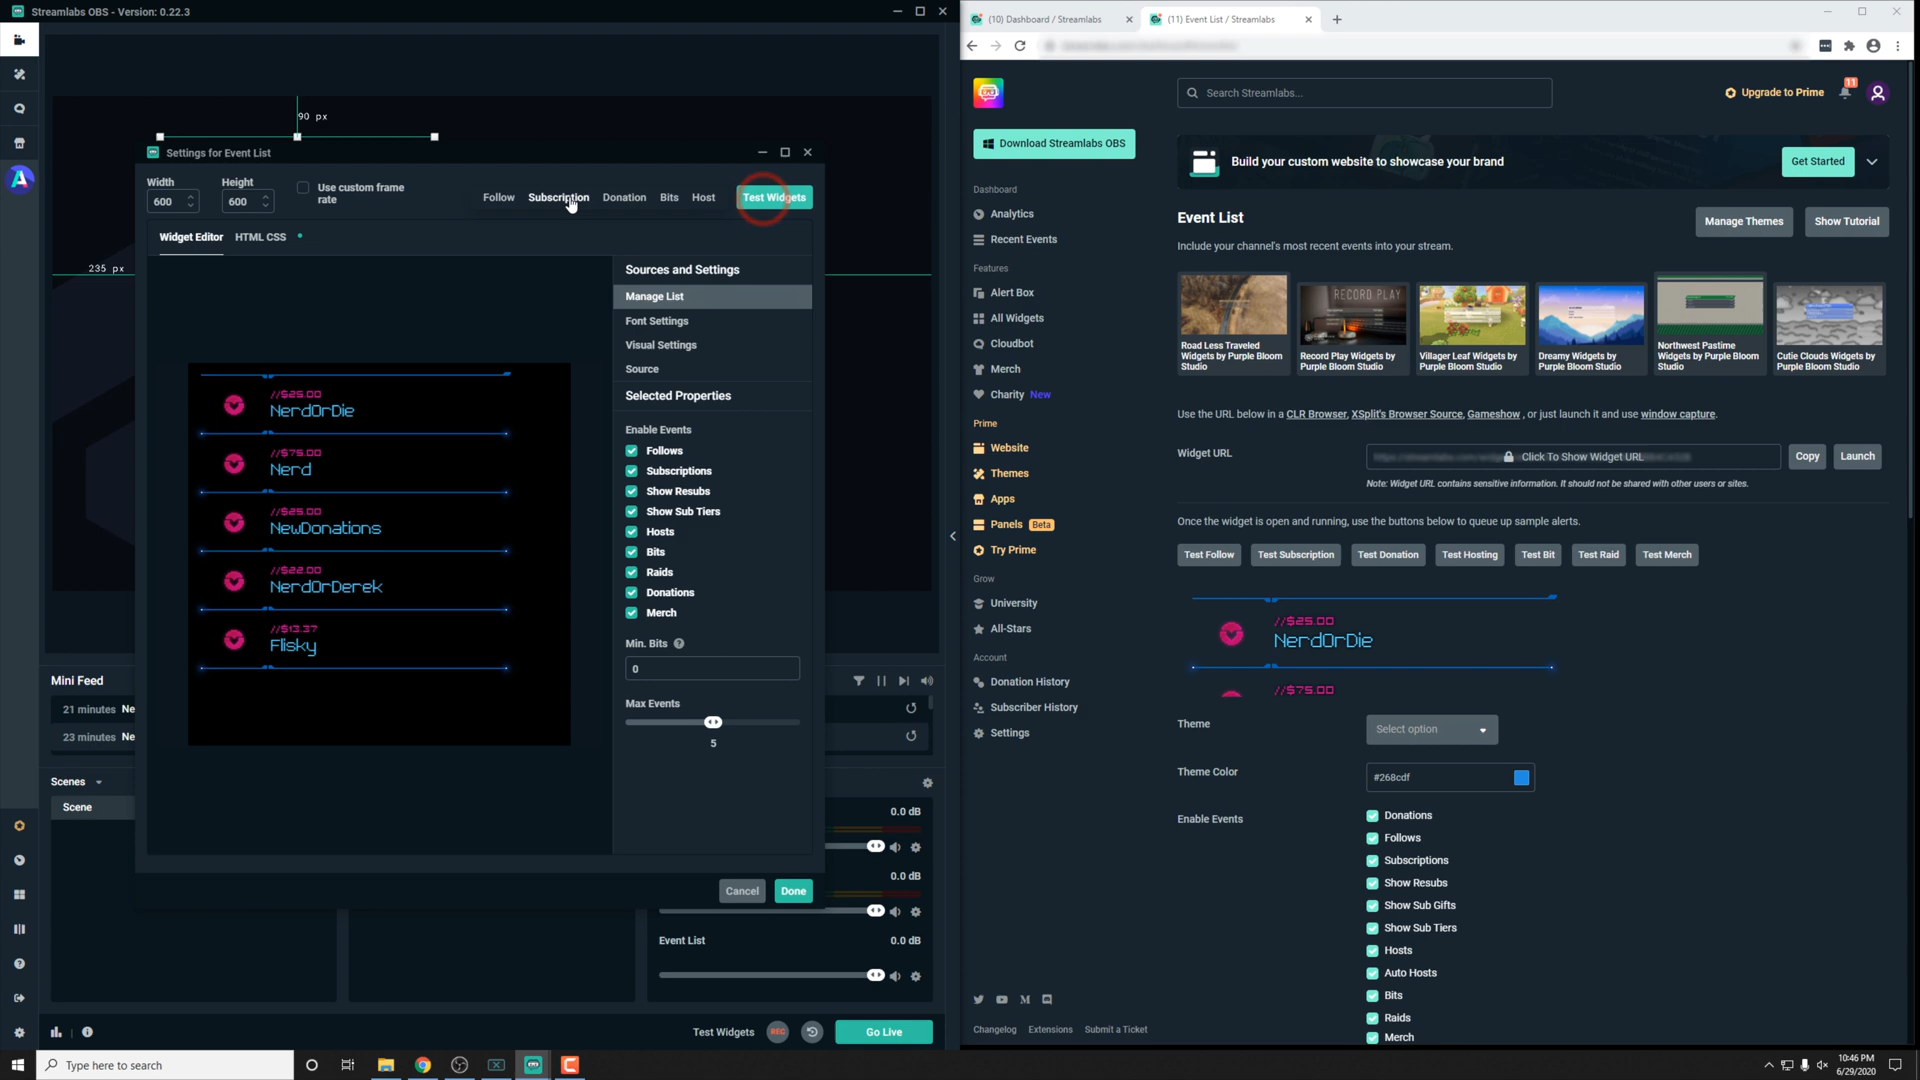 Streamlabs OBS - Version: 0.22.3
90 px
235 px
Settings for Event List
Width
600
Height
600
Use custom frame
rate
Follow
Subscription
Donation
Bits
Host
Test Widgets
Widget Editor
HTML CSS
Sources and Settings
Manage List
Font Settings
Visual Settings
Source
Selected Properties
Enable Events
Follows
Subscriptions
Show Resubs
Show Sub Tiers
Hosts
Bits
Raids
Donations
Merch
Min. Bits
0
Max Events
5
//$25.00
NerdOrDie
//$75.00
Nerd
//$25.00
NewDonations
//$22.00
NerdOrDerek
//$13.37
Flisky
Cancel
Done
Mini Feed
21 minutes Ne
23 minutes Ne
Scenes
Scene
0.0 dB
0.0 dB
Event List
0.0 dB
Test Widgets
REC
Go Live
(10) Dashboard / Streamlabs
(11) Event List / Streamlabs
Search Streamlabs...
Upgrade to Prime
11
Download Streamlabs OBS
Dashboard
Analytics
Recent Events
Features
Alert Box
All Widgets
Cloudbot
Merch
Charity New
Prime
Website
Themes
Apps
Panels Beta
Try Prime
Grow
University
All-Stars
Account
Donation History
Subscriber History
Settings
Changelog
Extensions
Submit a Ticket
Build your custom website to showcase your brand
Get Started
Event List
Manage Themes
Show Tutorial
Include your channel's most recent events into your stream.
RECORD PLAY
Road Less Traveled
Widgets by Purple Bloom
Studio
Record Play Widgets by
Purple Bloom Studio
Villager Leaf Widgets by
Purple Bloom Studio
Dreamy Widgets by
Purple Bloom Studio
Northwest Pastime
Widgets by Purple Bloom
Studio
Cutie Clouds Widgets by
Purple Bloom Studio
Use the URL below in a CLR Browser, XSplit's Browser Source, Gameshow , or just launch it and use window capture.
Widget URL
Click To Show Widget URL
Copy
Launch
Note: Widget URL contains sensitive information. It should not be shared with other users or sites.
Once the widget is open and running, use the buttons below to queue up sample alerts.
Test Follow
Test Subscription
Test Donation
Test Hosting
Test Bit
Test Raid
Test Merch
//$25.00
NerdOrDie
//$75.00
Theme
Select option
Theme Color
#268cdf
Enable Events
Donations
Follows
Subscriptions
Show Resubs
Show Sub Gifts
Show Sub Tiers
Hosts
Auto Hosts
Bits
Raids
Merch
Type here to search
10:46 PM
6/29/2020